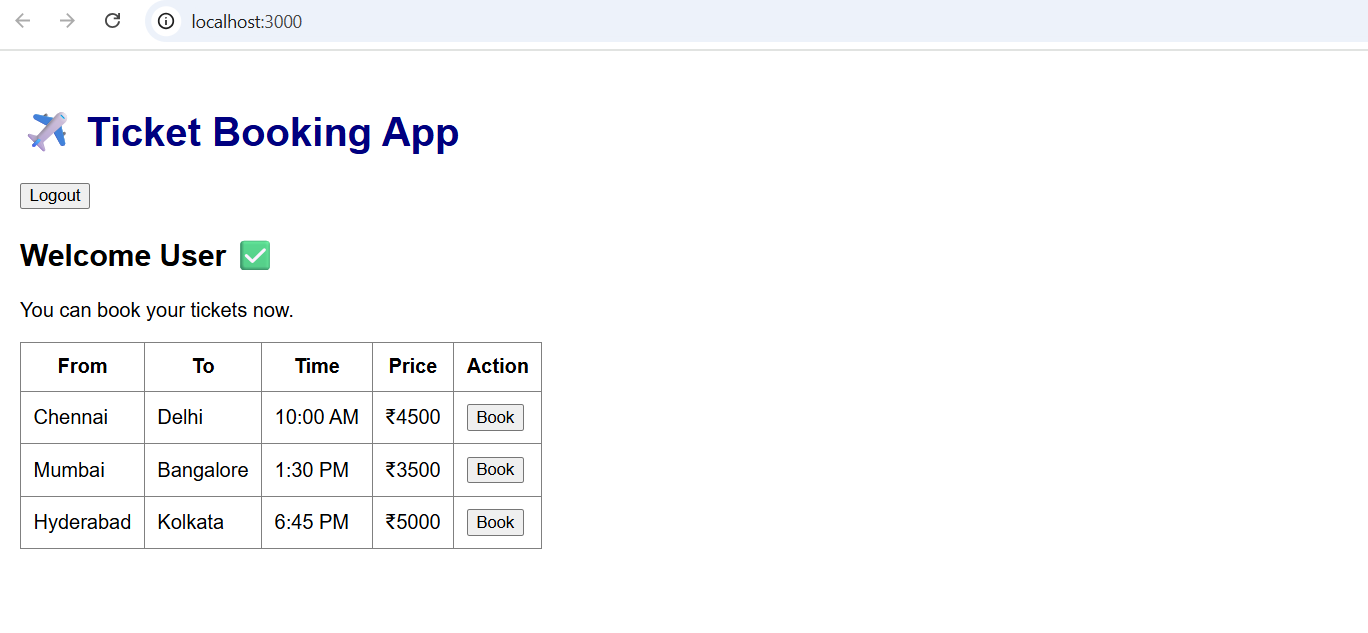 localhost:3000
Ticket Booking App
Logout
Welcome User
You can book your tickets now.
From To Time Price Action
Chennai Delhi 10:00 AM ₹4500 Book
Mumbai Bangalore 1:30 PM ₹3500 Book
Hyderabad Kolkata 6:45 PM ₹5000 Book